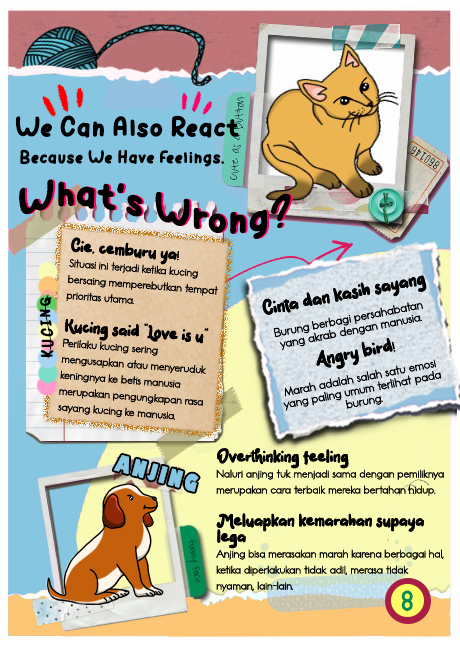 We Can Also React
Because We Have Feelings.
What's Wrong?
Cute as a button
098146
Cie, cemburu ya!
Situasi ini terjadi ketika kucing
bersaing memperebutkan tempat
prioritas utama.
KUCING
Kucing said "Love is u"
Perilaku kucing sering
mengusapkan atau menyeruduk
keningnya ke betis manusia
merupakan pengungkapan rasa
sayang kucing ke manusia.
Cinta dan kasih sayang
Burung berbagi persahabatan
yang akrab dengan manusia.
Angry bird!
Marah adalah salah satu emosi
yang paling umum terlihat pada
burung.
ANJING
Overthinking feeling
Naluri anjing tuk menjadi sama dengan pemiliknya
merupakan cara terbaik mereka bertahan hidup.
Meluapkan kemarahan supaya
lega
Anjing bisa merasakan marah karena berbagai hal,
ketika diperlakukan tidak adil, merasa tidak
nyaman, lain-lain.
8